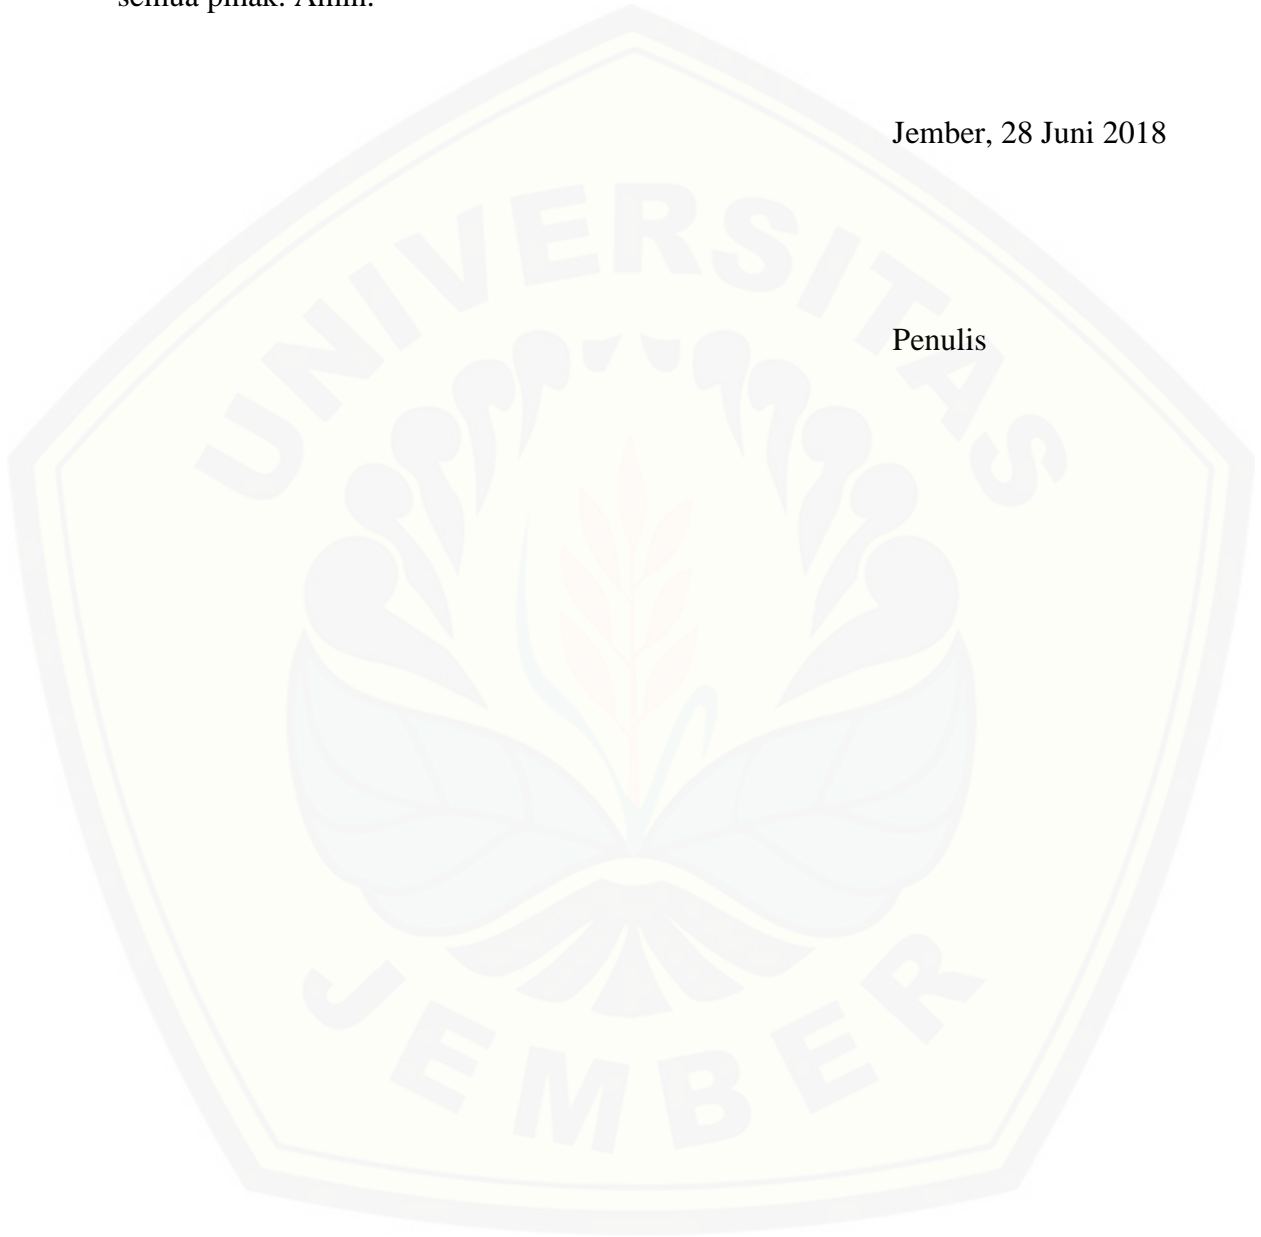 semua pihak. Amin.
Jember, 28 Juni 2018
Penulis
UNIVERSITAS
JEMBER